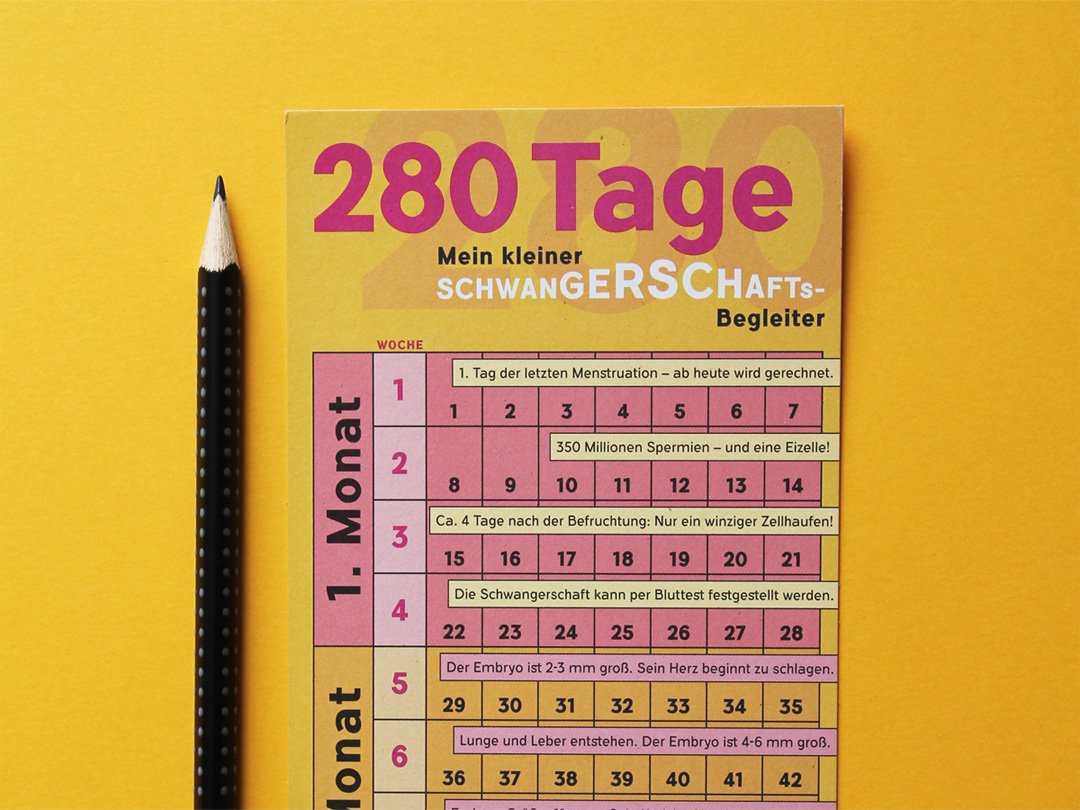 280 Tage
Mein kleiner
SCHWANGERSCHAFTs-
Begleiter
WOCHE
1. Monat
1
1. Tag der letzten Menstruation – ab heute wird gerechnet.
1 2 3 4 5 6 7
2
350 Millionen Spermien – und eine Eizelle!
8 9 10 11 12 13 14
3
Ca. 4 Tage nach der Befruchtung: Nur ein winziger Zellhaufen!
15 16 17 18 19 20 21
4
Die Schwangerschaft kann per Bluttest festgestellt werden.
22 23 24 25 26 27 28
Monat
5
Der Embryo ist 2-3 mm groß. Sein Herz beginnt zu schlagen.
29 30 31 32 33 34 35
6
Lunge und Leber entstehen. Der Embryo ist 4-6 mm groß.
36 37 38 39 40 41 42